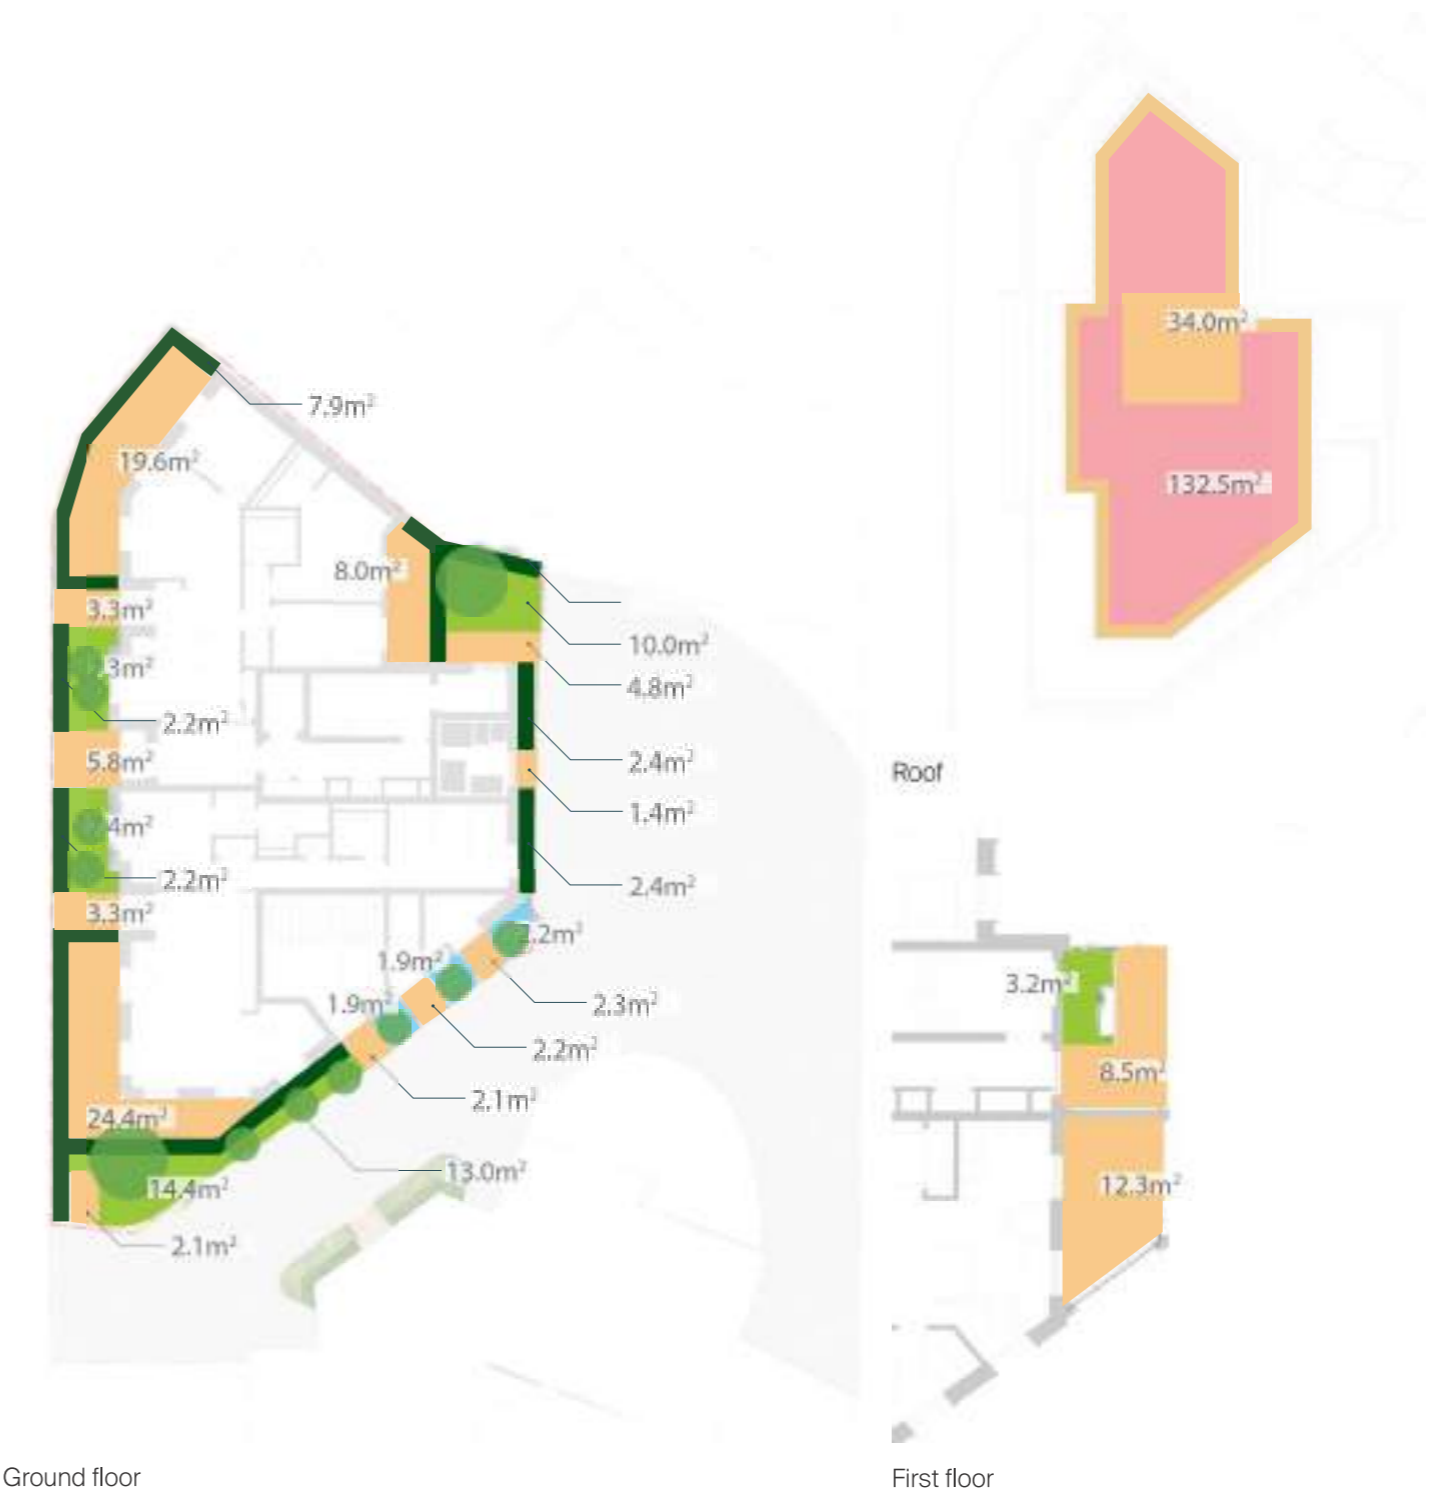 7.9m²
19.6m²
8.0m²
3.3m²
.3m²
2.2m²
5.8m²
.4m²
2.2m²
3.3m²
10.0m²
4.8m²
2.4m²
1.4m²
2.4m²
.2m²
1.9m²
1.9m²
2.3m²
2.2m²
2.1m²
24.4m²
13.0m²
14.4m²
2.1m²
Ground floor
34.0m²
132.5m²
Roof
3.2m²
8.5m²
12.3m²
First floor